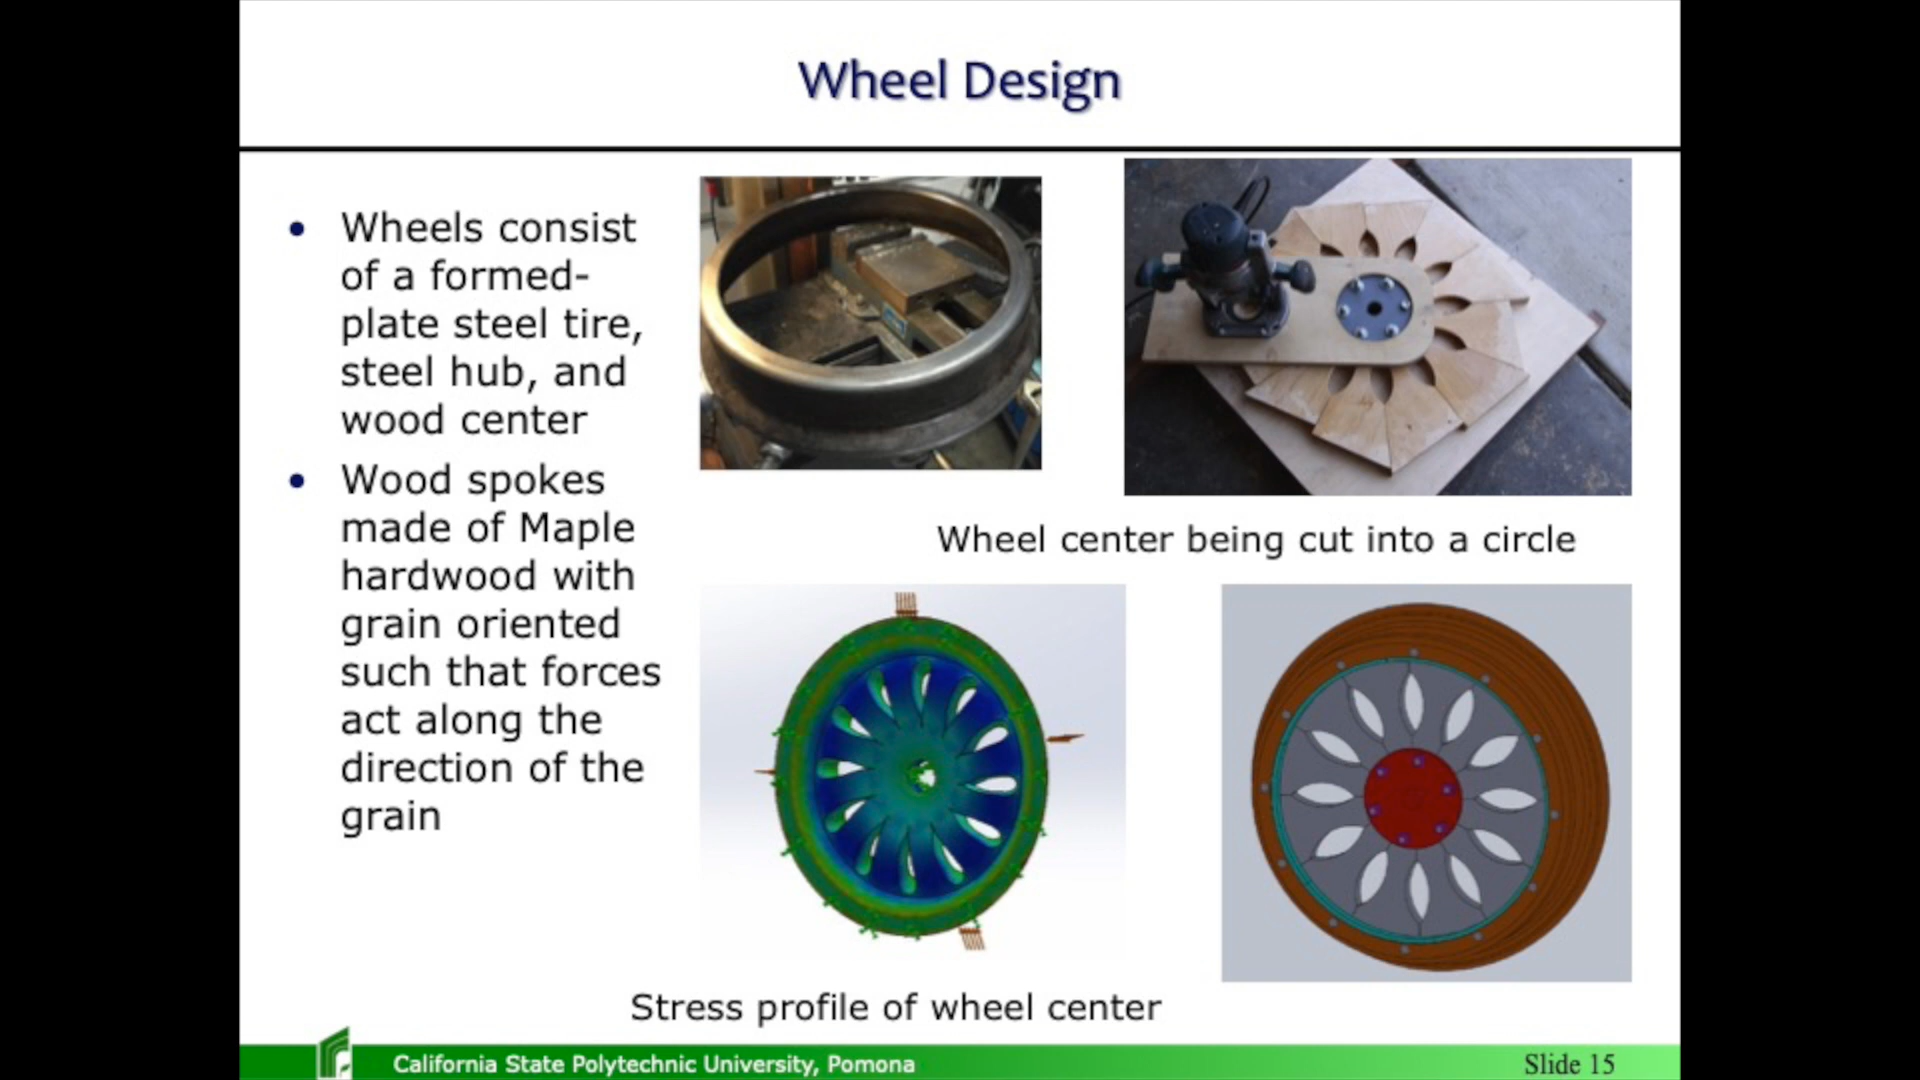 Wheel Design
• Wheels consist
of a formed-
plate steel tire,
steel hub, and
wood center
• Wood spokes
made of Maple
hardwood with
grain oriented
such that forces
act along the
direction of the
grain
Wheel center being cut into a circle
Stress profile of wheel center
California State Polytechnic University, Pomona
Slide 15